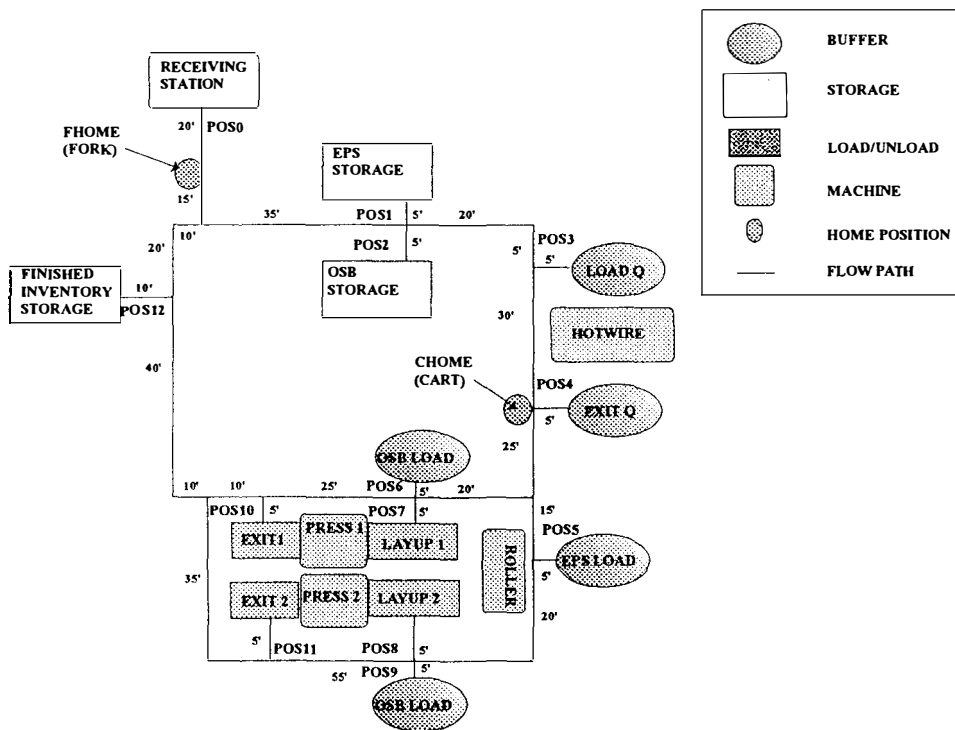 RECEIVING
STATION
20'
POS0
FHOME
(FORK)
15'
EPS
STORAGE
35'
POS1
5'
20'
10'
20'
POS2
5'
OSB
STORAGE
5'
POS3
5'
LOAD Q
FINISHED
INVENTORY
STORAGE
10'
POS12
30'
HOTWIRE
40'
CHOME
(CART)
POS4
EXIT Q
5'
25'
OSB LOAD
10'
10'
25'
POS6
5'
20'
POS10
5'
PRESS 1
POS7
5'
15'
EXIT1
LAYUP 1
POS5
ROLLER
EPS LOAD
5'
35'
EXIT 2
PRESS 2
LAYUP 2
20'
5'
POS11
POS8
5'
55'
POS9
5'
OSB LOAD
BUFFER
STORAGE
LOAD/UNLOAD
MACHINE
HOME POSITION
FLOW PATH